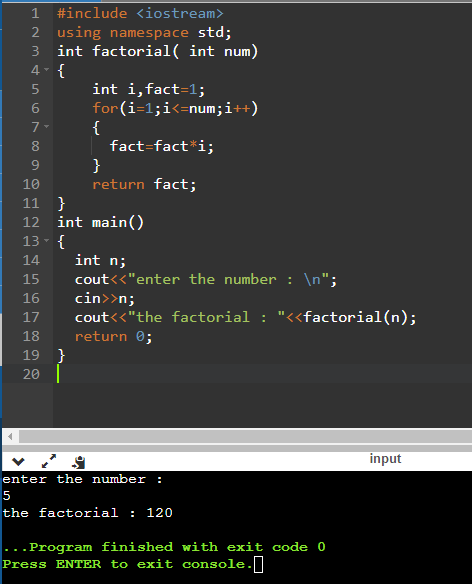 1 #include <iostream>
2 using namespace std;
3 int factorial( int num)
4 {
5     int i,fact=1;
6     for(i=1;i<=num;i++)
7     {
8       fact=fact*i;
9     }
10     return fact;
11 }
12 int main()
13 {
14   int n;
15   cout<<"enter the number : \n";
16   cin>>n;
17   cout<<"the factorial : "<<factorial(n);
18   return 0;
19 }
20
input
enter the number :
5
the factorial : 120
...Program finished with exit code 0
Press ENTER to exit console.